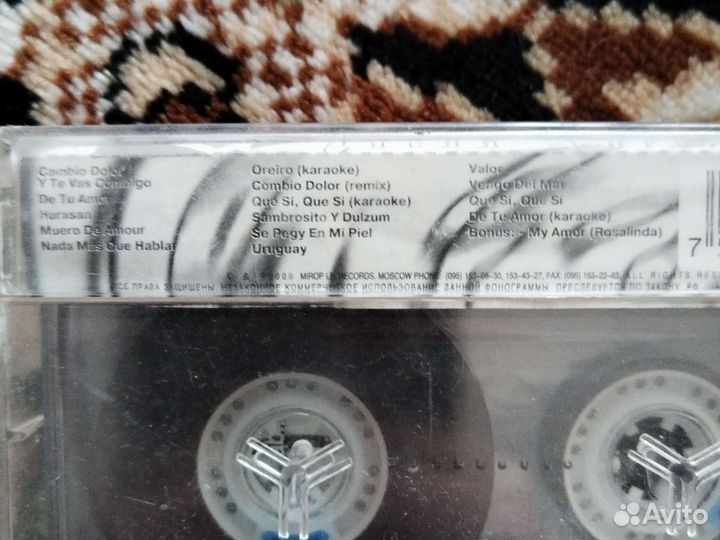 Cambio Dolor
Y Te Vas Conmigo
De Tu Amor
Hurasan
Muero De Amour
Nada Mas Que Hablar
Oreiro (karaoke)
Combio Dolor (remix)
Que Si, Que Si (karaoke)
Sambrosito Y Dulzum
Se Pegy En Mi Piel
Uruguay
Valor
Vengo Del Mar
Que Si, Que Si
De Tu Amor (karaoke)
Bonus: - My Amor (Rosalinda)
7
2000 MIROP LB. RECORDS. MOSCOW PHONE: (095) 153-43-27, FAX: (095) ALL RIGHTS
ВСЕ ПРАВА ЗАЩИЩЕНЫ. НЕЗАКОННОЕ КОММЕРЧЕСКОЕ ИСПОЛЬЗОВАНИЕ ДАННОЙ ФОНОГРАММЫ ПРЕСЛЕДУЕТСЯ ПО ЗАКОНУ. РФ
Avito